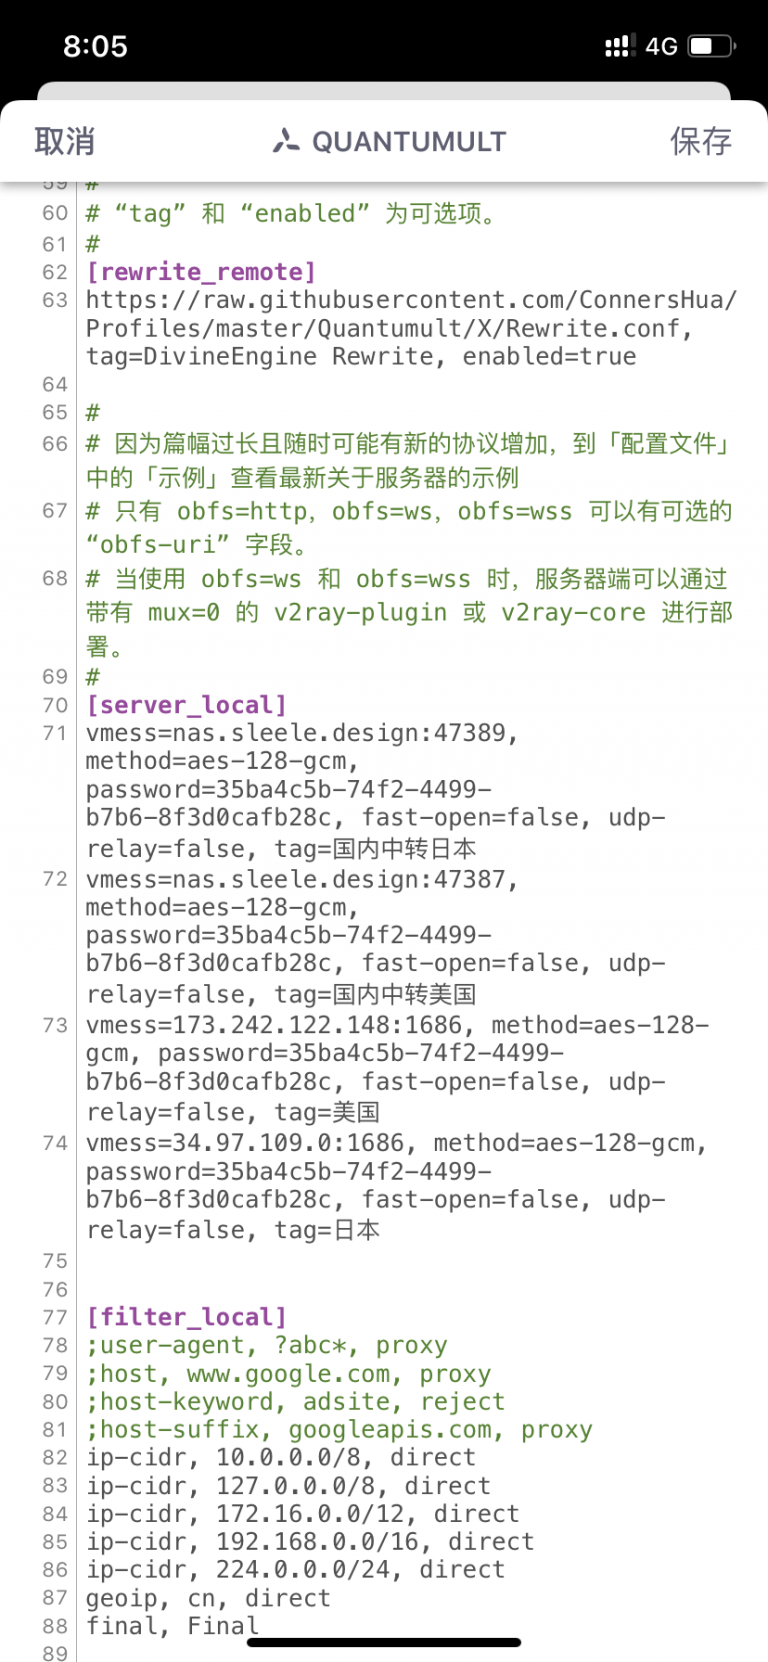 8:05
4G
取消
QUANTUMULT
保存
59 #
60 # “tag” 和 “enabled” 为可选项。
61 #
62 [rewrite_remote]
63 https://raw.githubusercontent.com/ConnersHua/
Profiles/master/Quantumult/X/Rewrite.conf,
tag=DivineEngine Rewrite, enabled=true
64
65 #
66 # 因为篇幅过长且随时可能有新的协议增加，到「配置文件」
中的「示例」查看最新关于服务器的示例
67 # 只有 obfs=http，obfs=ws，obfs=wss 可以有可选的
“obfs-uri” 字段。
68 # 当使用 obfs=ws 和 obfs=wss 时，服务器端可以通过
带有 mux=0 的 v2ray-plugin 或 v2ray-core 进行部
署。
69 #
70 [server_local]
71 vmess=nas.sleele.design:47389,
method=aes-128-gcm,
password=35ba4c5b-74f2-4499-
b7b6-8f3d0cafb28c, fast-open=false, udp-
relay=false, tag=国内中转日本
72 vmess=nas.sleele.design:47387,
method=aes-128-gcm,
password=35ba4c5b-74f2-4499-
b7b6-8f3d0cafb28c, fast-open=false, udp-
relay=false, tag=国内中转美国
73 vmess=173.242.122.148:1686, method=aes-128-
gcm, password=35ba4c5b-74f2-4499-
b7b6-8f3d0cafb28c, fast-open=false, udp-
relay=false, tag=美国
74 vmess=34.97.109.0:1686, method=aes-128-gcm,
password=35ba4c5b-74f2-4499-
b7b6-8f3d0cafb28c, fast-open=false, udp-
relay=false, tag=日本
75
76
77 [filter_local]
78 ;user-agent, ?abc*, proxy
79 ;host, www.google.com, proxy
80 ;host-keyword, adsite, reject
81 ;host-suffix, googleapis.com, proxy
82 ip-cidr, 10.0.0.0/8, direct
83 ip-cidr, 127.0.0.0/8, direct
84 ip-cidr, 172.16.0.0/12, direct
85 ip-cidr, 192.168.0.0/16, direct
86 ip-cidr, 224.0.0.0/24, direct
87 geoip, cn, direct
88 final, Final
89